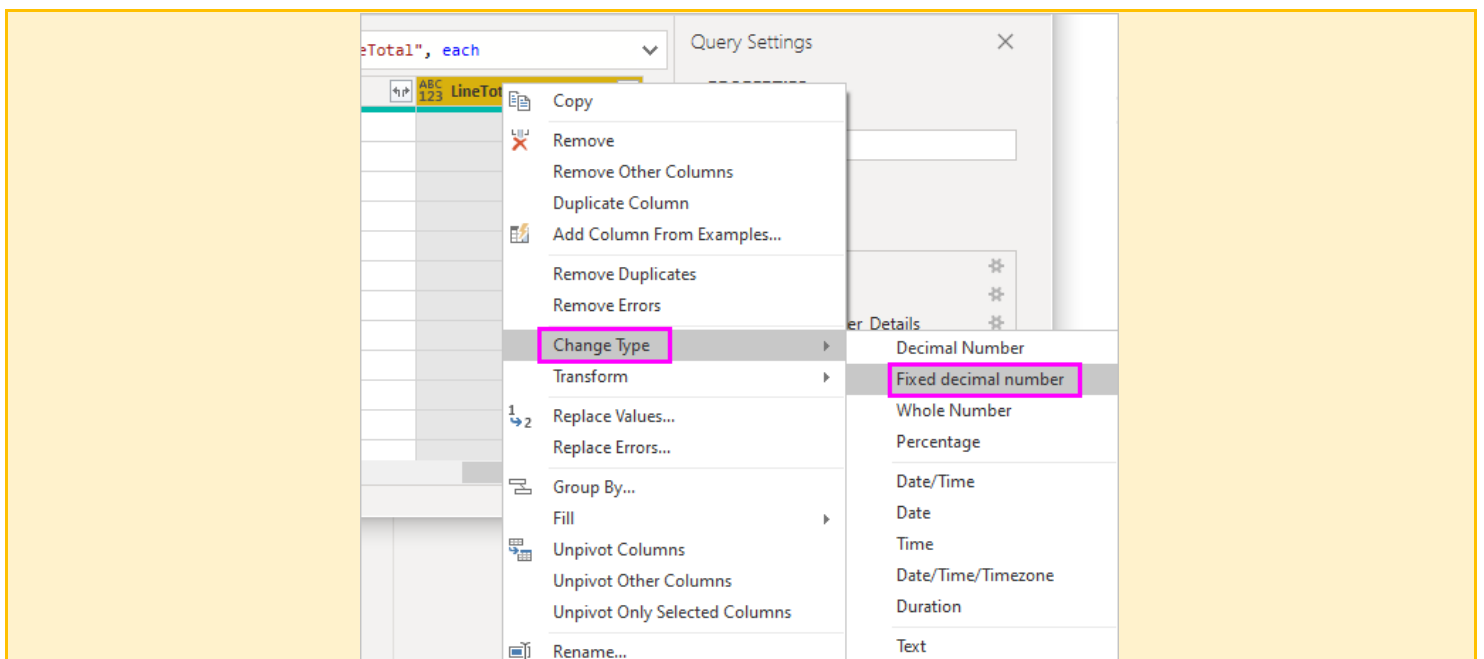 eTotal", each
Query Settings
ABC
123 LineTot
Copy
Remove
Remove Other Columns
Duplicate Column
Add Column From Examples...
Remove Duplicates
Remove Errors
er Details
Change Type
Decimal Number
Transform
Fixed decimal number
1
2
Replace Values...
Whole Number
Replace Errors...
Percentage
Group By...
Date/Time
Fill
Date
Unpivot Columns
Time
Unpivot Other Columns
Date/Time/Timezone
Unpivot Only Selected Columns
Duration
Rename...
Text